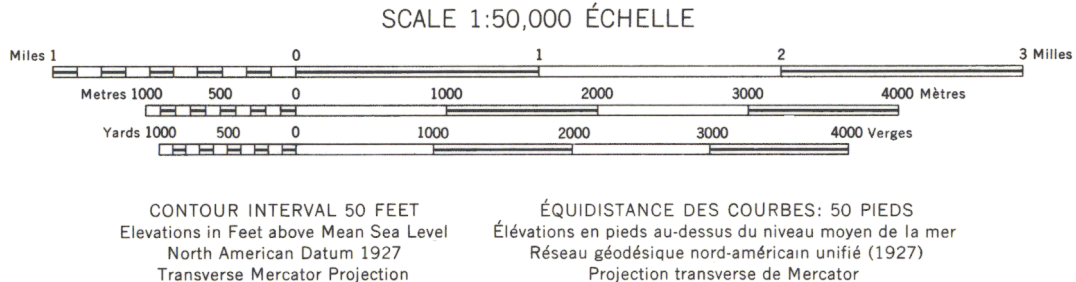 SCALE 1:50,000 ÉCHELLE
Miles 1 0 1 2 3 Milles
Metres 1000 500 0 1000 2000 3000 4000 Mètres
Yards 1000 500 0 1000 2000 3000 4000 Verges
CONTOUR INTERVAL 50 FEET
Elevations in Feet above Mean Sea Level
North American Datum 1927
Transverse Mercator Projection
ÉQUIDISTANCE DES COURBES: 50 PIEDS
Élévations en pieds au-dessus du niveau moyen de la mer
Réseau géodésique nord-américain unifié (1927)
Projection transverse de Mercator